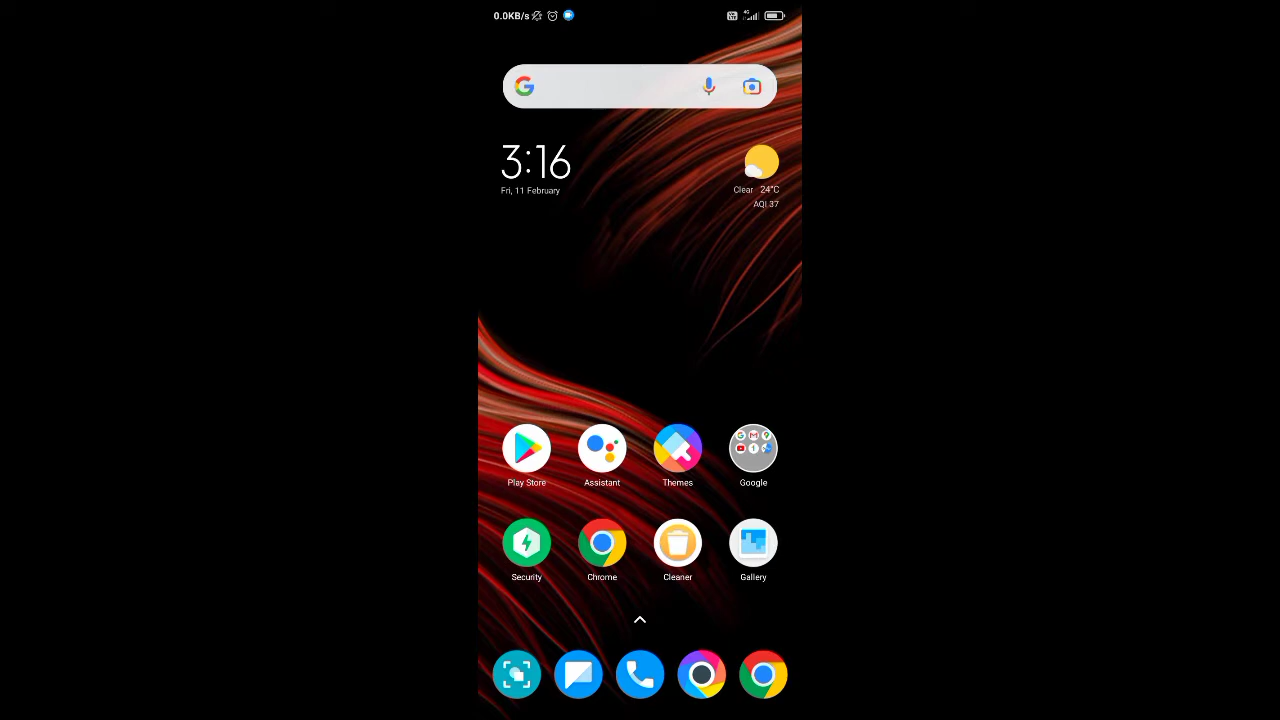 0.0KB/s
4G
3:16
Fri, 11 February
Clear 24°C
AQI 37
Play Store Assistant Themes Google
Security Chrome Cleaner Gallery